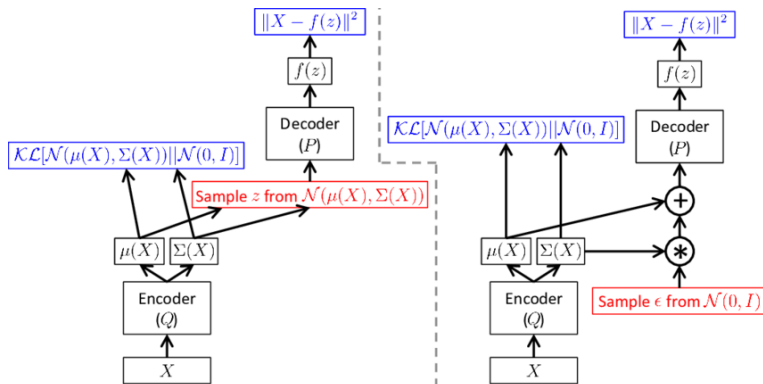 ‖X − f(z)‖²
f(z)
Decoder
(P)
𝒦ℒ[𝒩(μ(X), Σ(X))||𝒩(0, I)]
Sample z from 𝒩(μ(X), Σ(X))
μ(X)
Σ(X)
Encoder
(Q)
X
‖X − f(z)‖²
f(z)
Decoder
(P)
𝒦ℒ[𝒩(μ(X), Σ(X))||𝒩(0, I)]
+
μ(X)
Σ(X)
*
Encoder
(Q)
Sample ϵ from 𝒩(0, I)
X